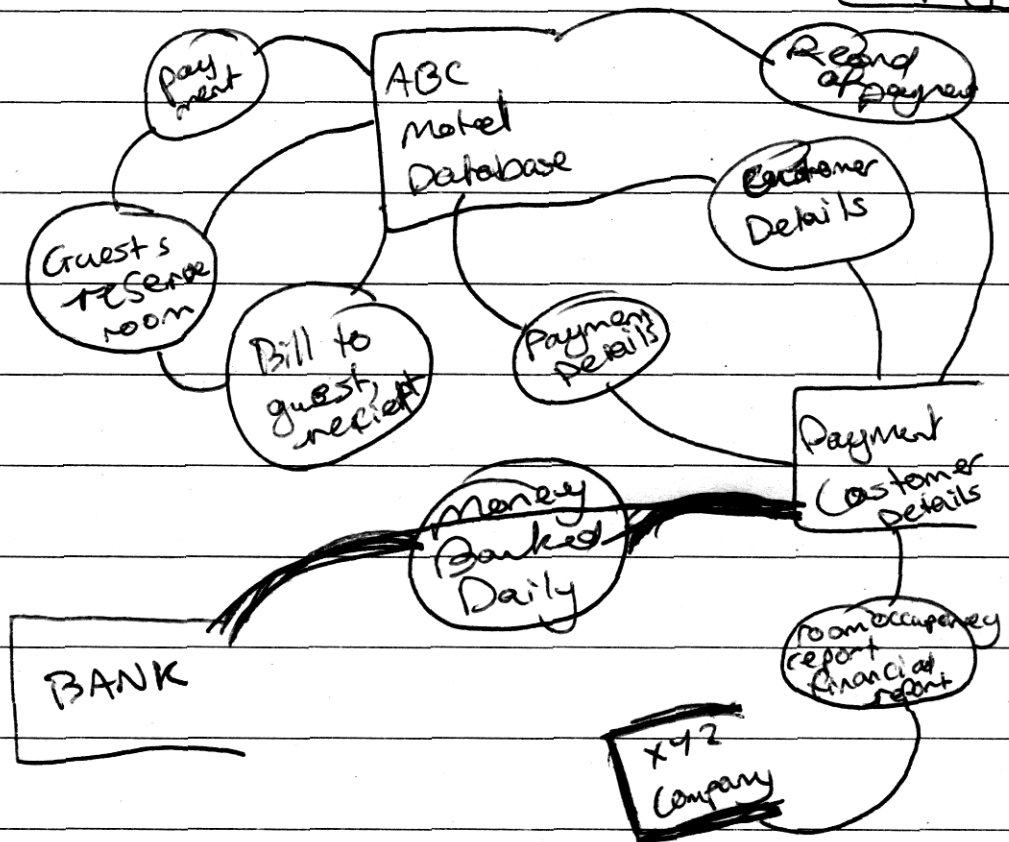 pay
ment
ABC
Motel
Database
Record
of payment
Customer
Details
Guests
reserve
room
Bill to
guest,
reciept
Payment
Details
Payment
Customer
Details
Money
Banked
Daily
BANK
room occupancy
report
financial
report
XYZ
Company